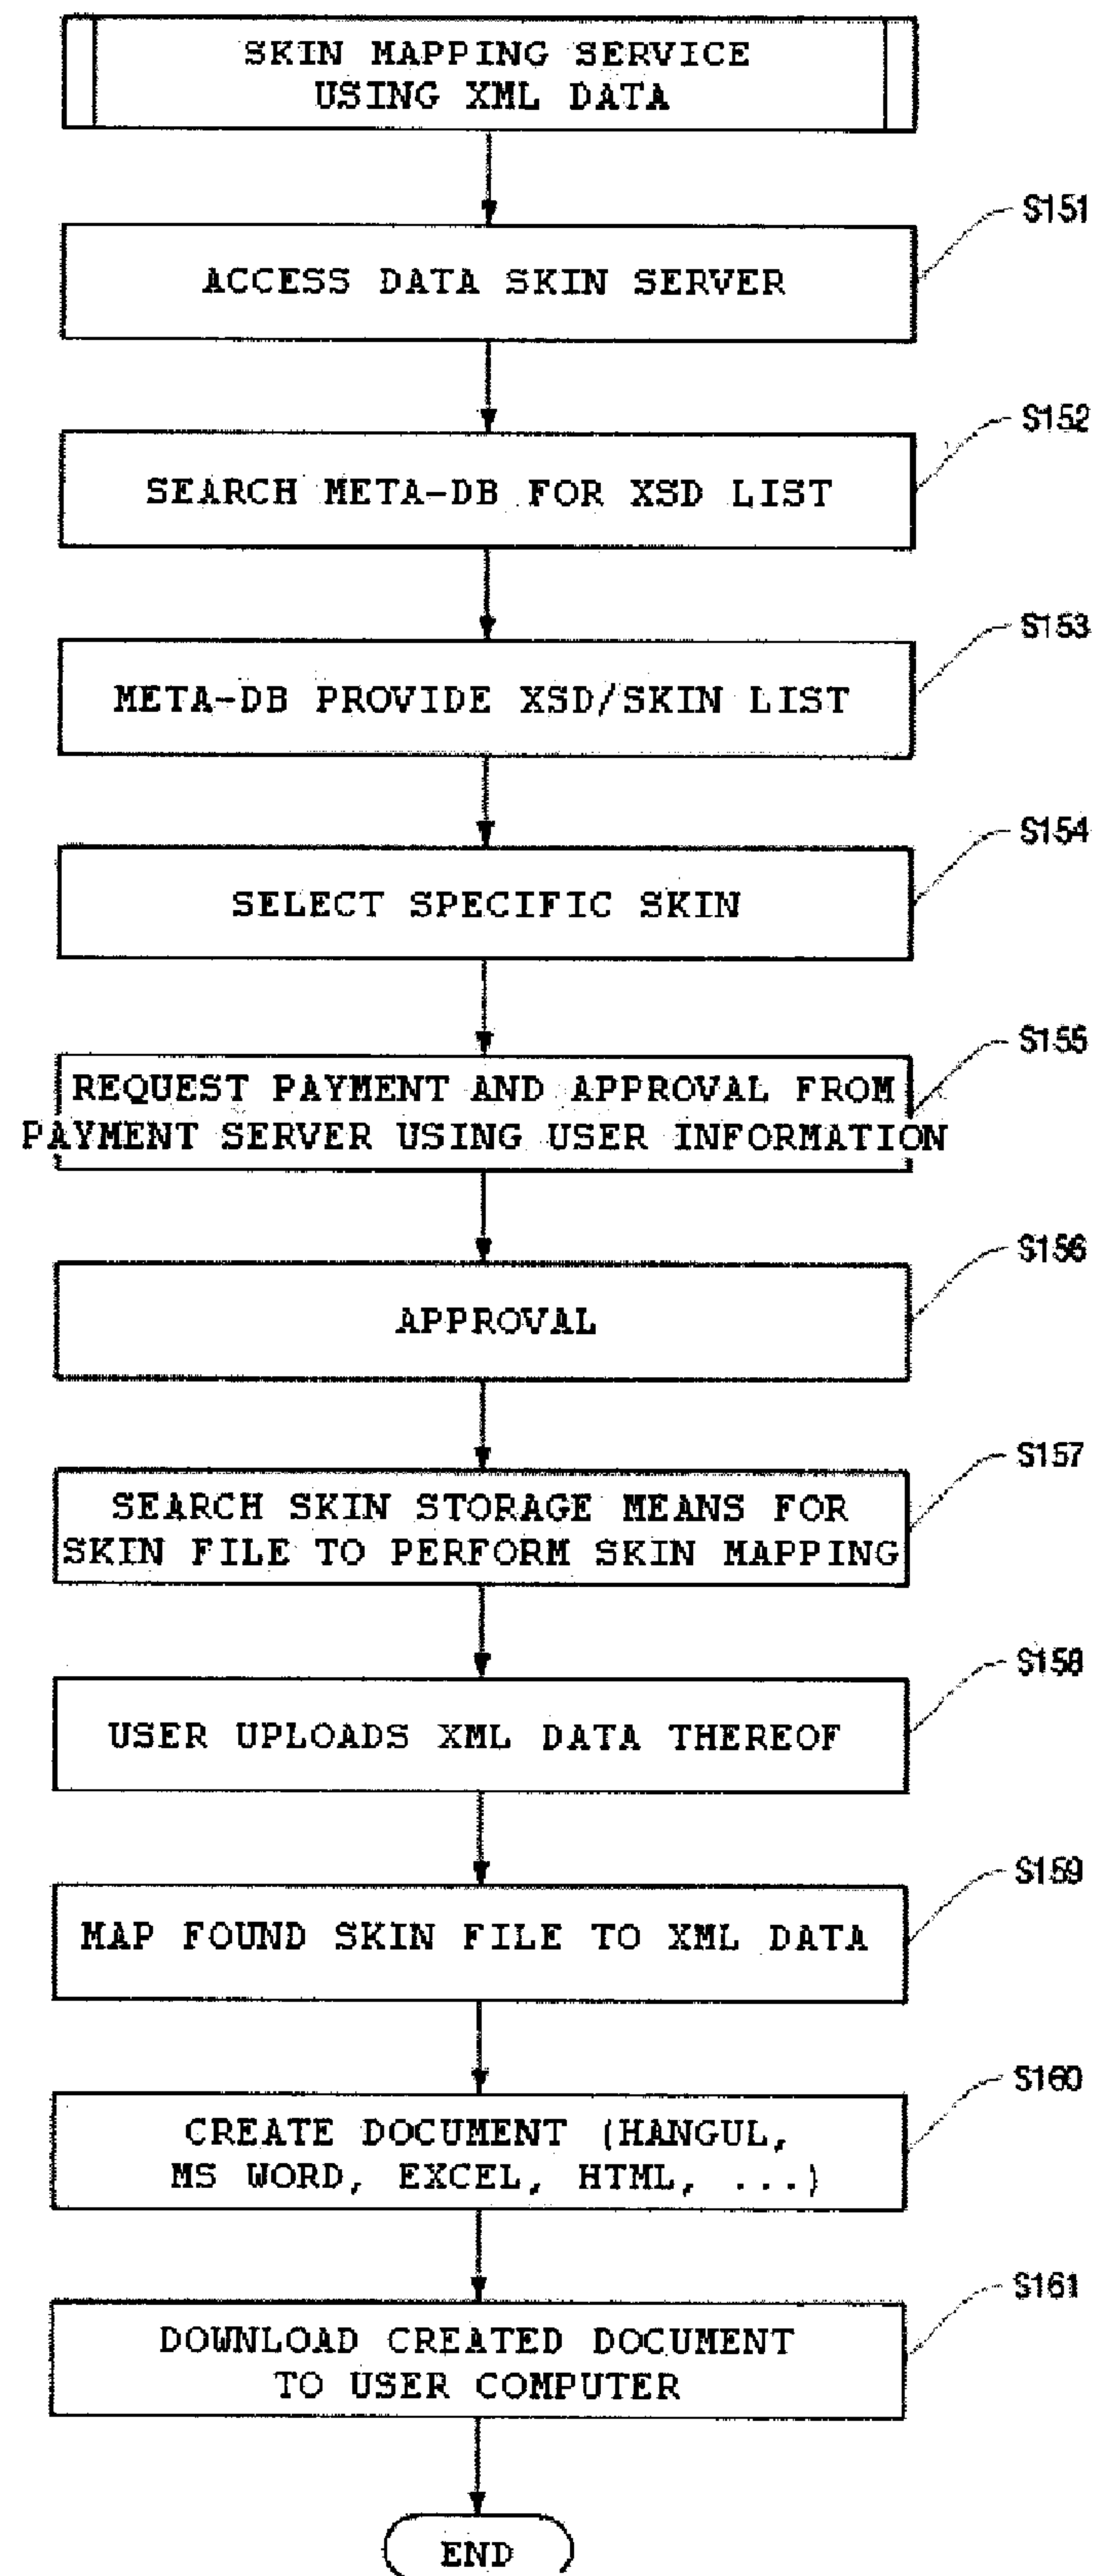 SKIN MAPPING SERVICE
USING XML DATA
S151
ACCESS DATA SKIN SERVER
S152
SEARCH META-DB FOR XSD LIST
S153
META-DB PROVIDE XSD/SKIN LIST
S154
SELECT SPECIFIC SKIN
S155
REQUEST PAYMENT AND APPROVAL FROM
PAYMENT SERVER USING USER INFORMATION
S156
APPROVAL
S157
SEARCH SKIN STORAGE MEANS FOR
SKIN FILE TO PERFORM SKIN MAPPING
S158
USER UPLOADS XML DATA THEREOF
S159
MAP FOUND SKIN FILE TO XML DATA
S160
CREATE DOCUMENT (HANGUL,
MS WORD, EXCEL, HTML, ...)
S161
DOWNLOAD CREATED DOCUMENT
TO USER COMPUTER
END